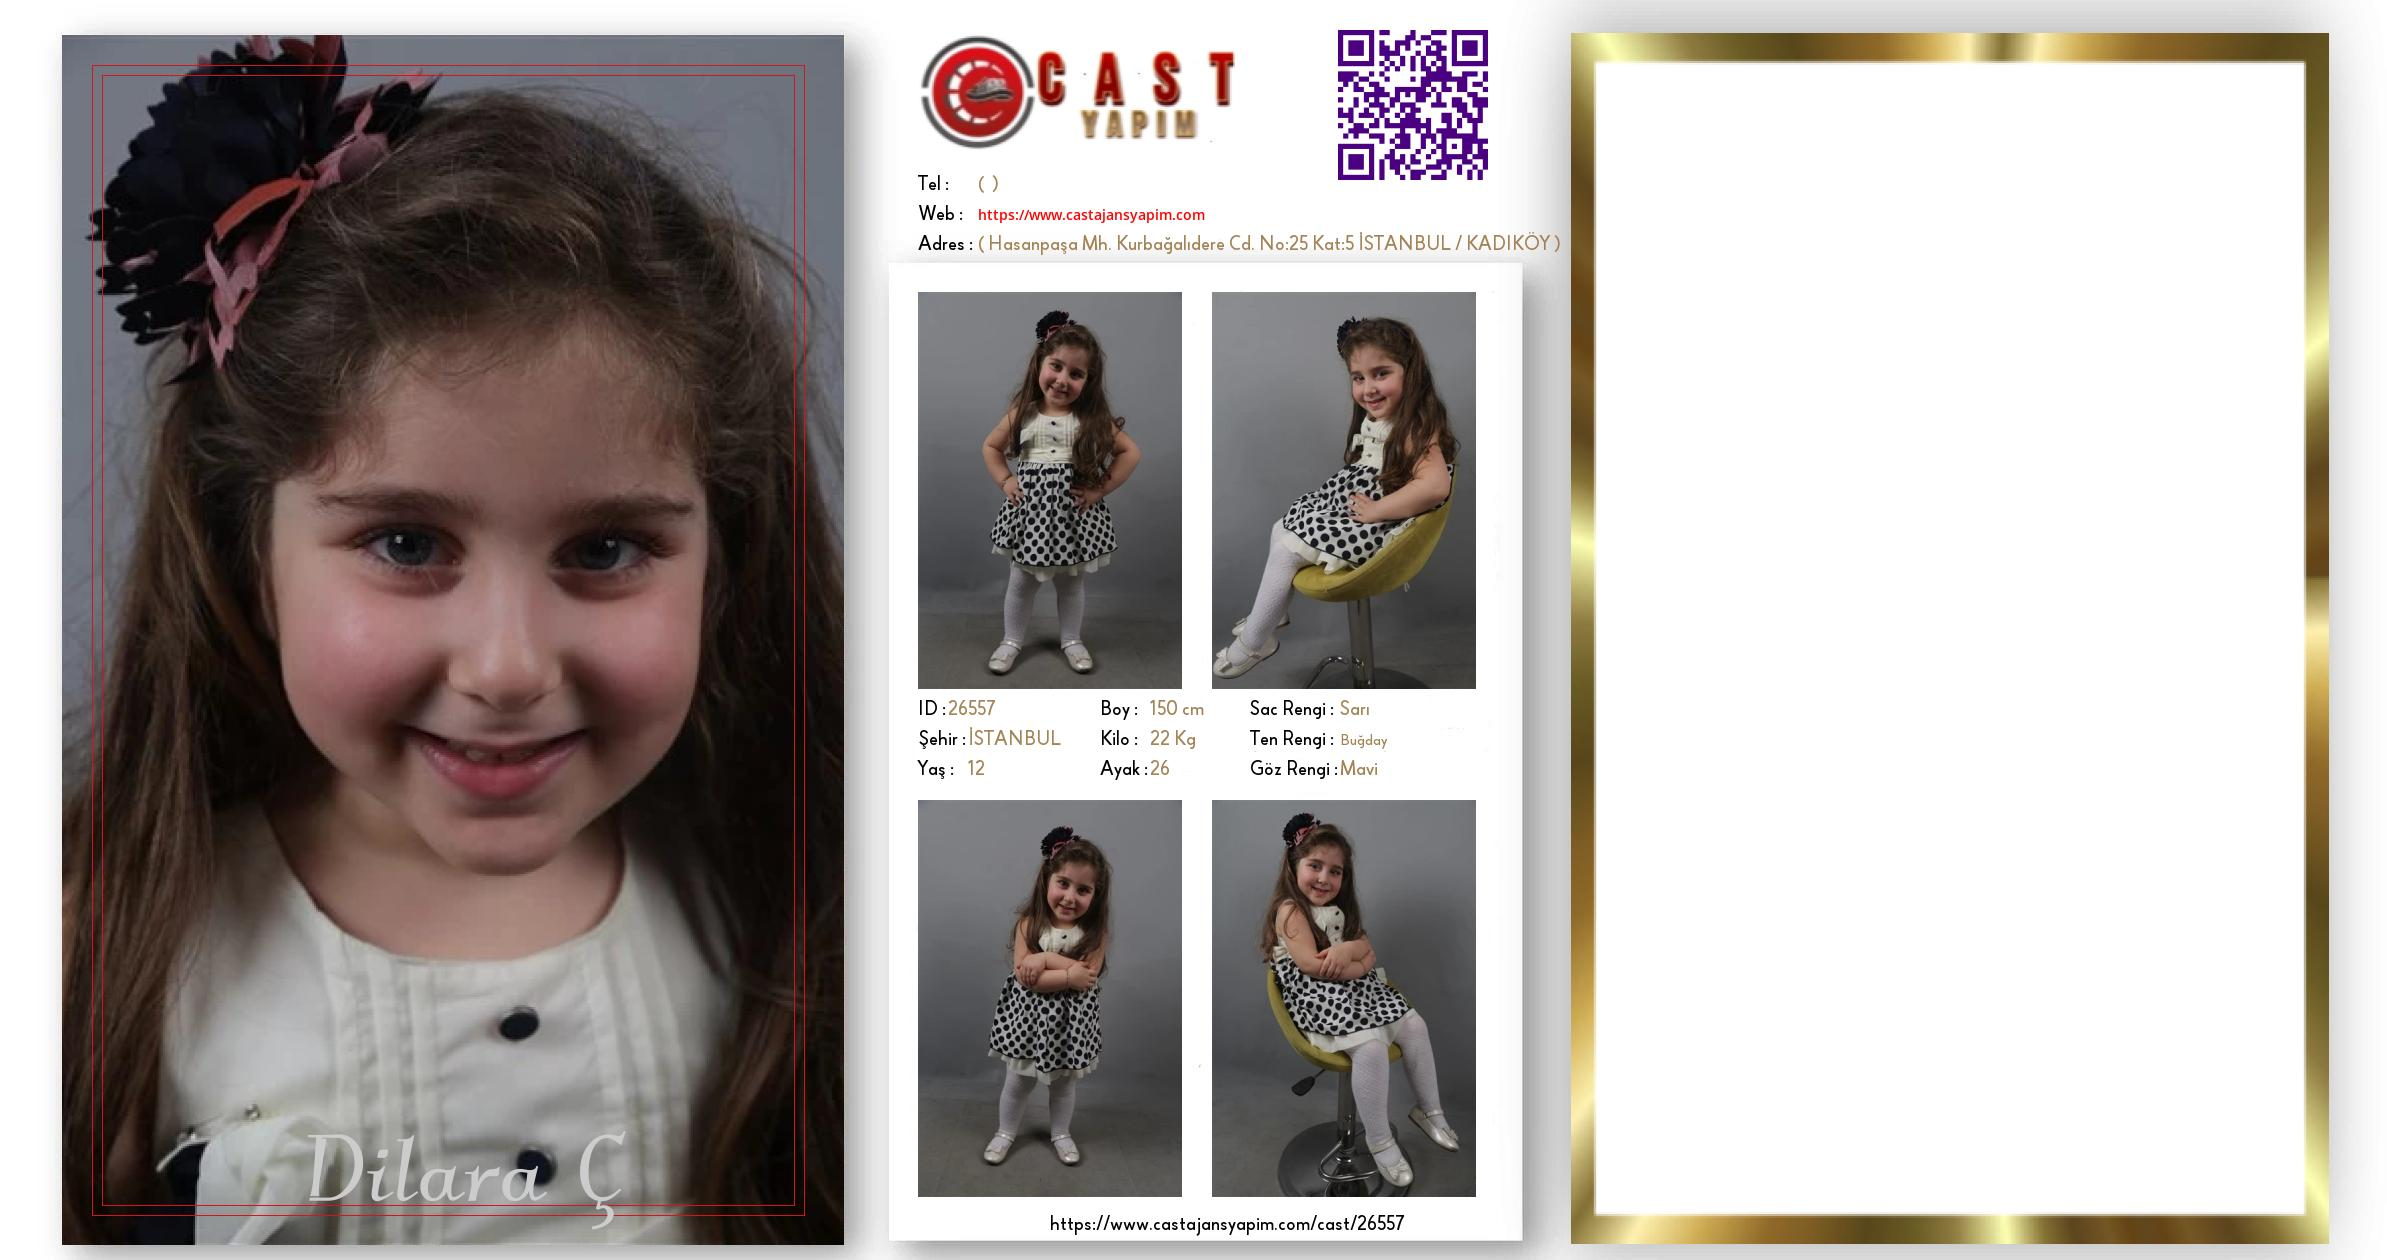 Dilara Ç
CAST
YAPIM
Tel : ( )
Web : https://www.castajansyapim.com
Adres : ( Hasanpaşa Mh. Kurbağalıdere Cd. No:25 Kat:5 İSTANBUL / KADIKÖY )
ID : 26557 Boy : 150 cm Sac Rengi : Sarı
Şehir : İSTANBUL Kilo : 22 Kg Ten Rengi : Buğday
Yaş : 12 Ayak : 26 Göz Rengi : Mavi
https://www.castajansyapim.com/cast/26557